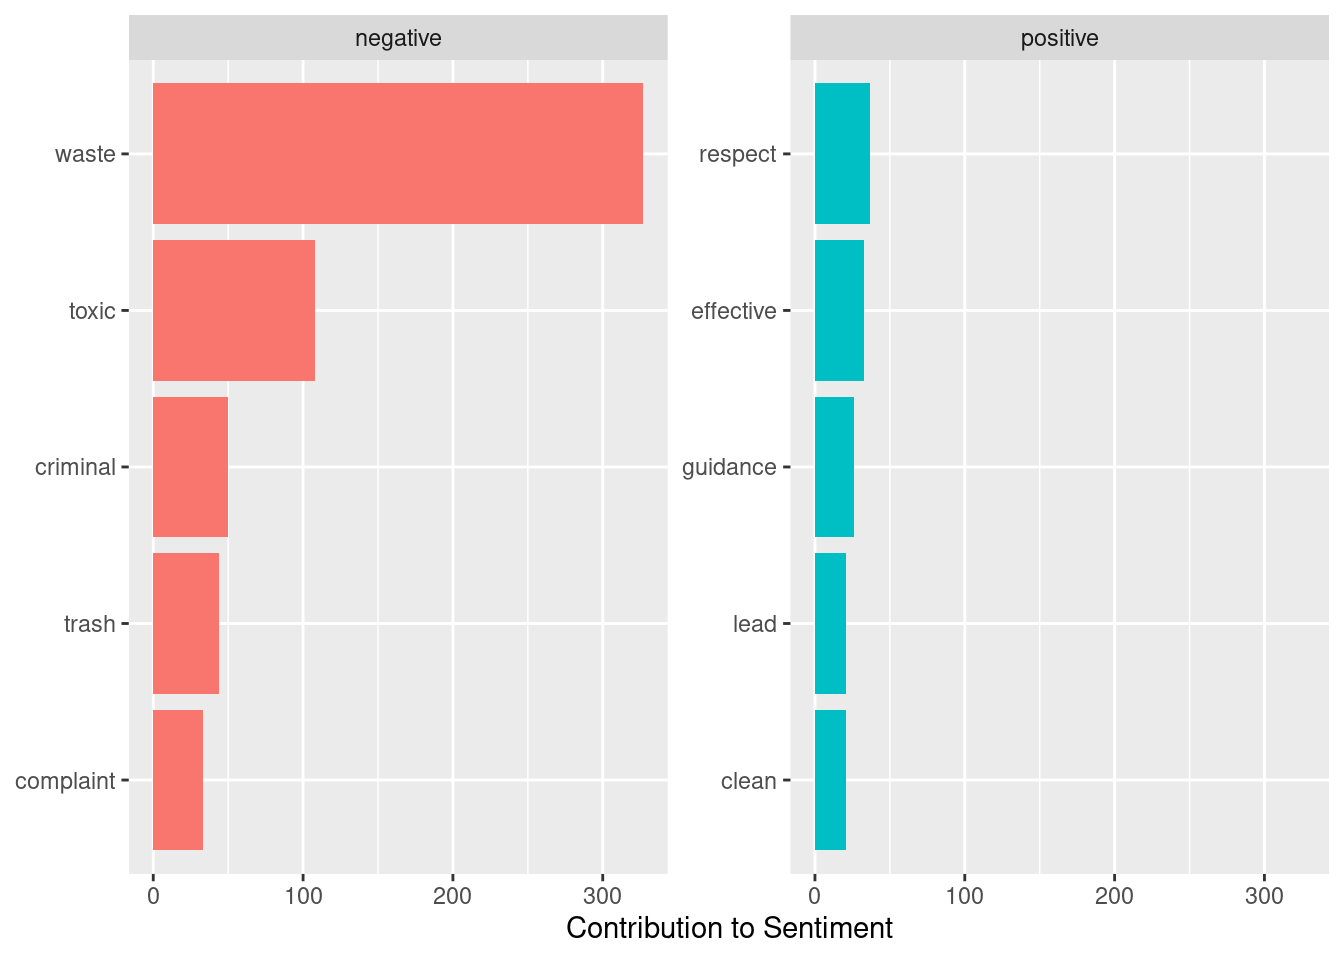 negative
waste
toxic
criminal
trash
complaint
0 100 200 300
positive
respect
effective
guidance
lead
clean
0 100 200 300
Contribution to Sentiment